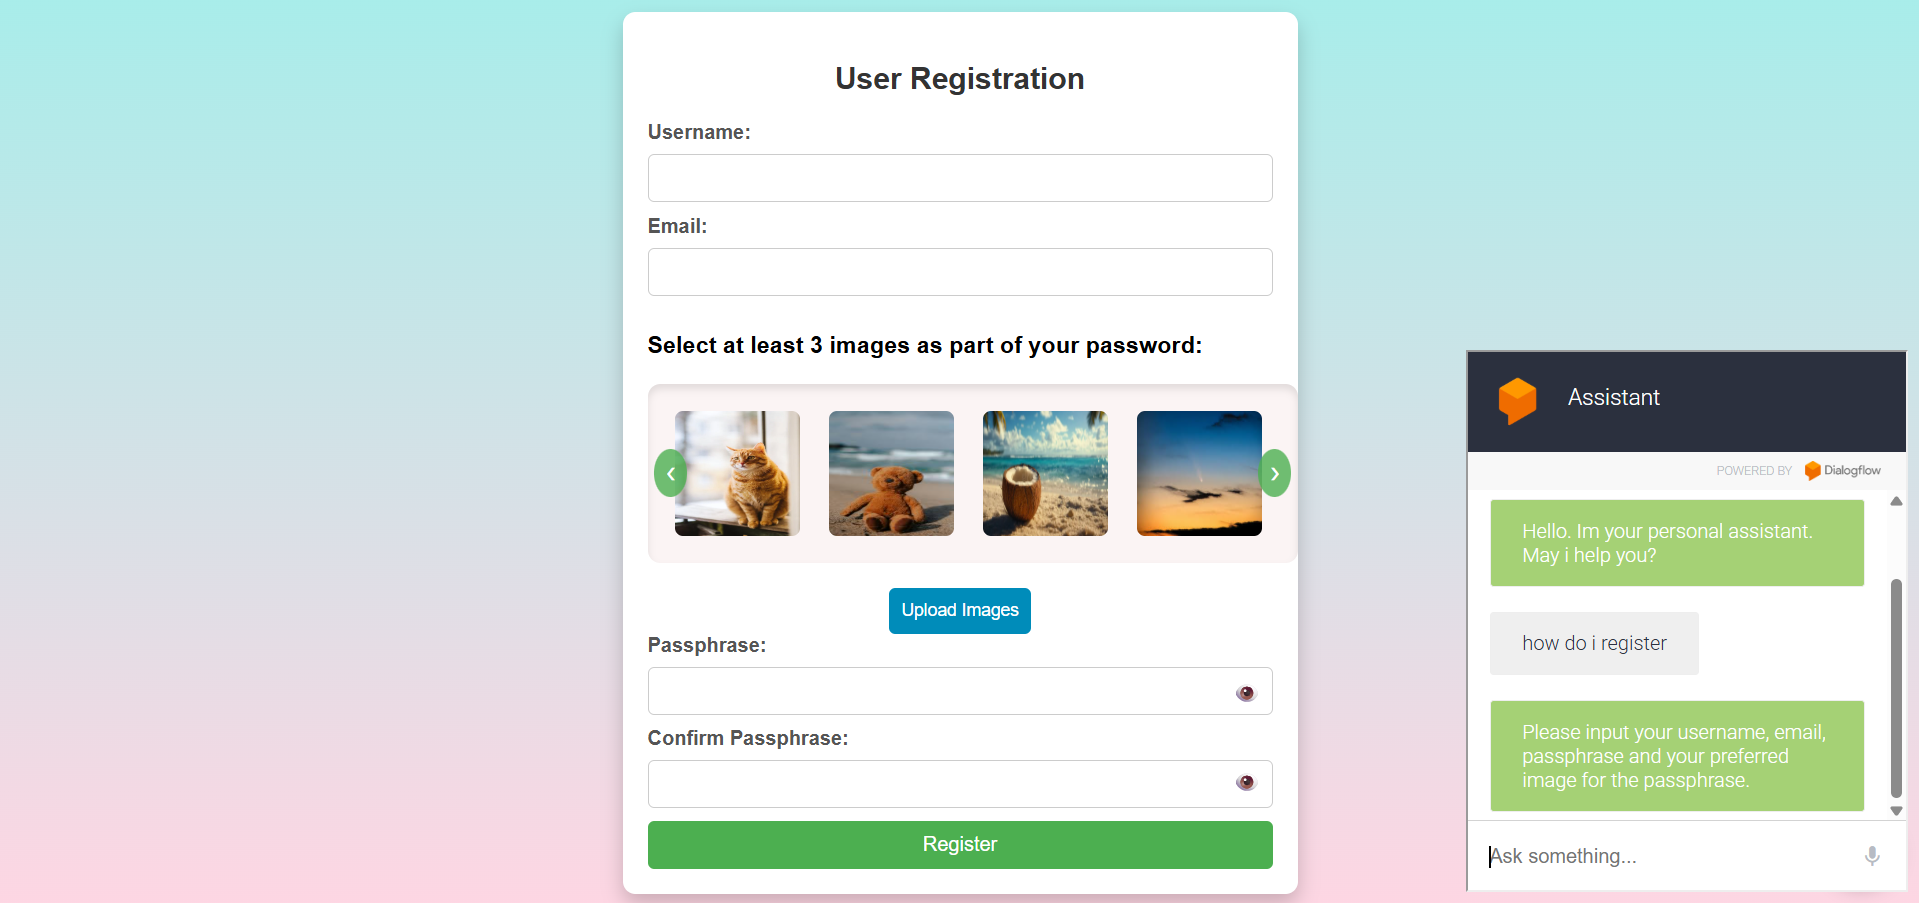 User Registration
Username:
Email:
Select at least 3 images as part of your password:
‹
›
Upload Images
Passphrase:
Confirm Passphrase:
Register
Assistant
POWERED BY Dialogflow
Hello. Im your personal assistant.
May i help you?
how do i register
Please input your username, email,
passphrase and your preferred
image for the passphrase.
Ask something...